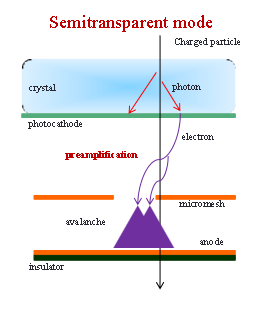 Semitransparent mode
Charged particle
crystal
photon
photocathode
electron
preamplification
micromesh
avalanche
anode
insulator